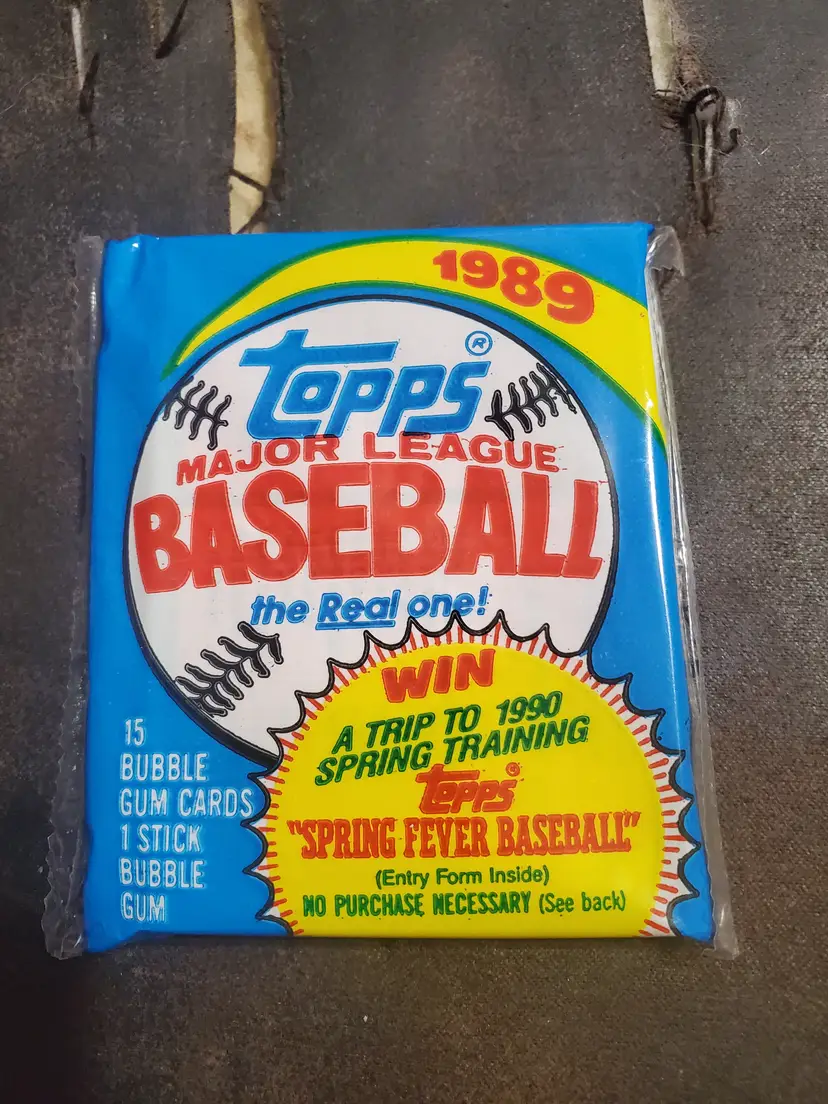 1989
Topps ®
MAJOR LEAGUE
BASEBALL
the Real one!
WIN
A TRIP TO 1990
SPRING TRAINING
Topps®
"SPRING FEVER BASEBALL"
(Entry Form Inside)
NO PURCHASE NECESSARY (See back)
15
BUBBLE
GUM CARDS
1 STICK
BUBBLE
GUM